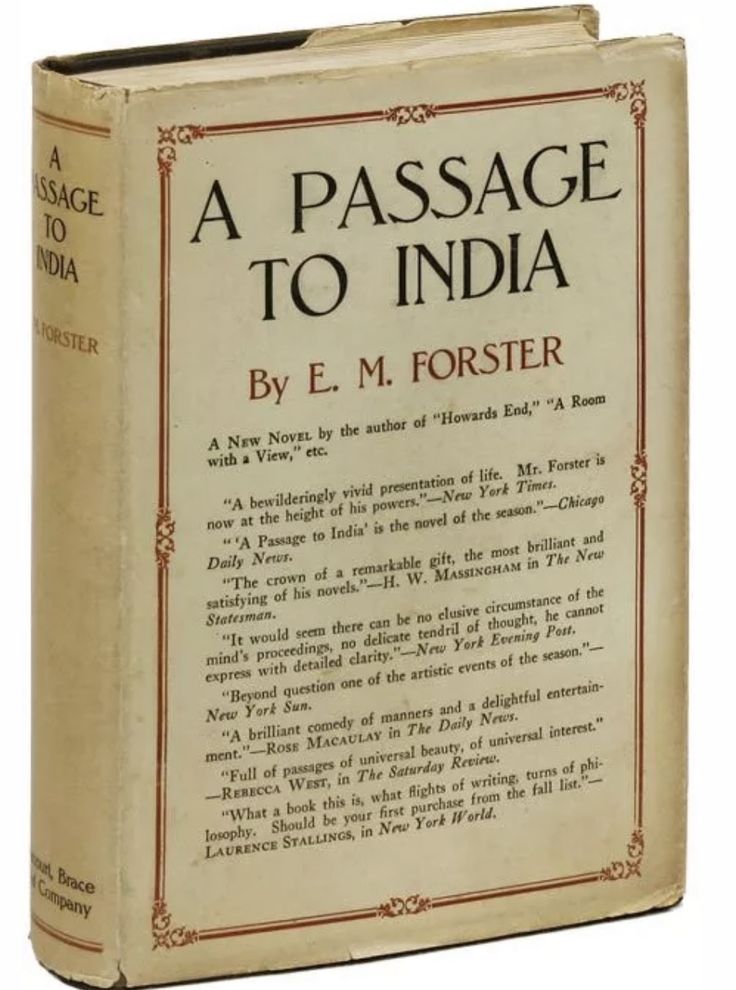 A
ASSAGE
TO
INDIA
M. FORSTER
ourt, Brace
d Company
A PASSAGE
TO INDIA
By E. M. FORSTER
A NEW NOVEL by the author of "Howards End," "A Room
with a View," etc.
"A bewilderingly vivid presentation of life. Mr. Forster is
now at the height of his powers."—New York Times.
" 'A Passage to India' is the novel of the season."—Chicago
Daily News.
"The crown of a remarkable gift, the most brilliant and
satisfying of his novels."—H. W. MASSINGHAM in The New
Statesman.
"It would seem there can be no elusive circumstance of the
mind's proceedings, no delicate tendril of thought, he cannot
express with detailed clarity."—New York Evening Post.
"Beyond question one of the artistic events of the season."—
New York Sun.
"A brilliant comedy of manners and a delightful entertain-
ment."—ROSE MACAULAY in The Daily News.
"Full of passages of universal beauty, of universal interest."
—REBECCA WEST, in The Saturday Review.
"What a book this is, what flights of writing, turns of phi-
losophy. Should be your first purchase from the fall list."—
LAURENCE STALLINGS, in New York World.